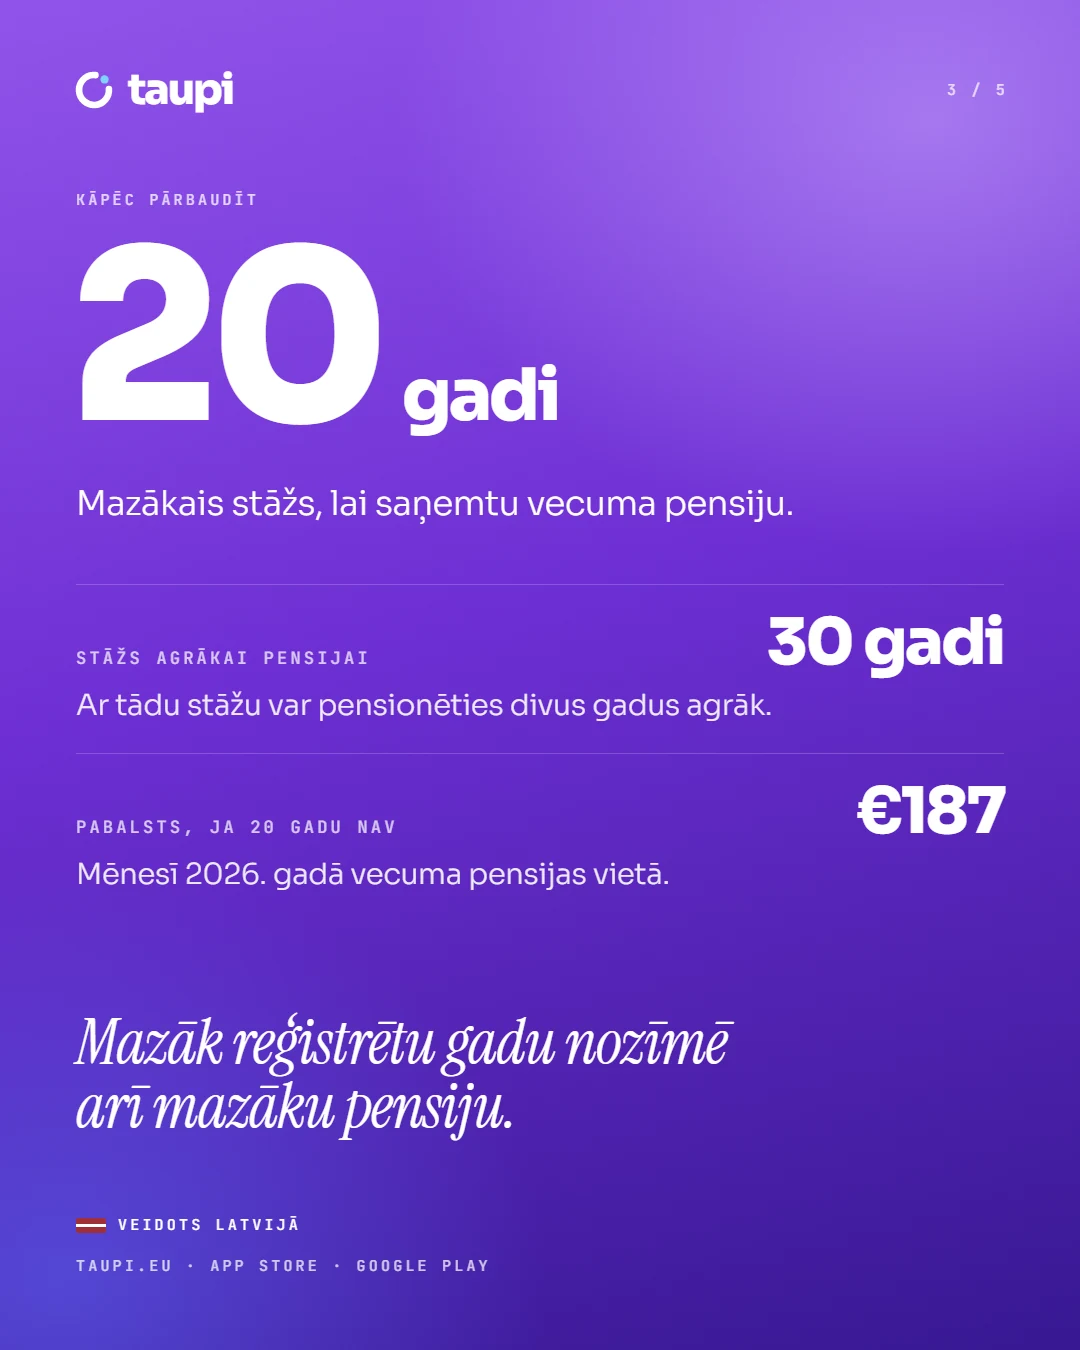 taupi
3 / 5
KĀPĒC PĀRBAUDĪT
20 gadi
Mazākais stāžs, lai saņemtu vecuma pensiju.
STĀŽS AGRĀKAI PENSIJAI
30 gadi
Ar tādu stāžu var pensionēties divus gadus agrāk.
PABALSTS, JA 20 GADU NAV
€187
Mēnesī 2026. gadā vecuma pensijas vietā.
Mazāk reģistrētu gadu nozīmē
arī mazāku pensiju.
VEIDOTS LATVIJĀ
TAUPI.EU · APP STORE · GOOGLE PLAY